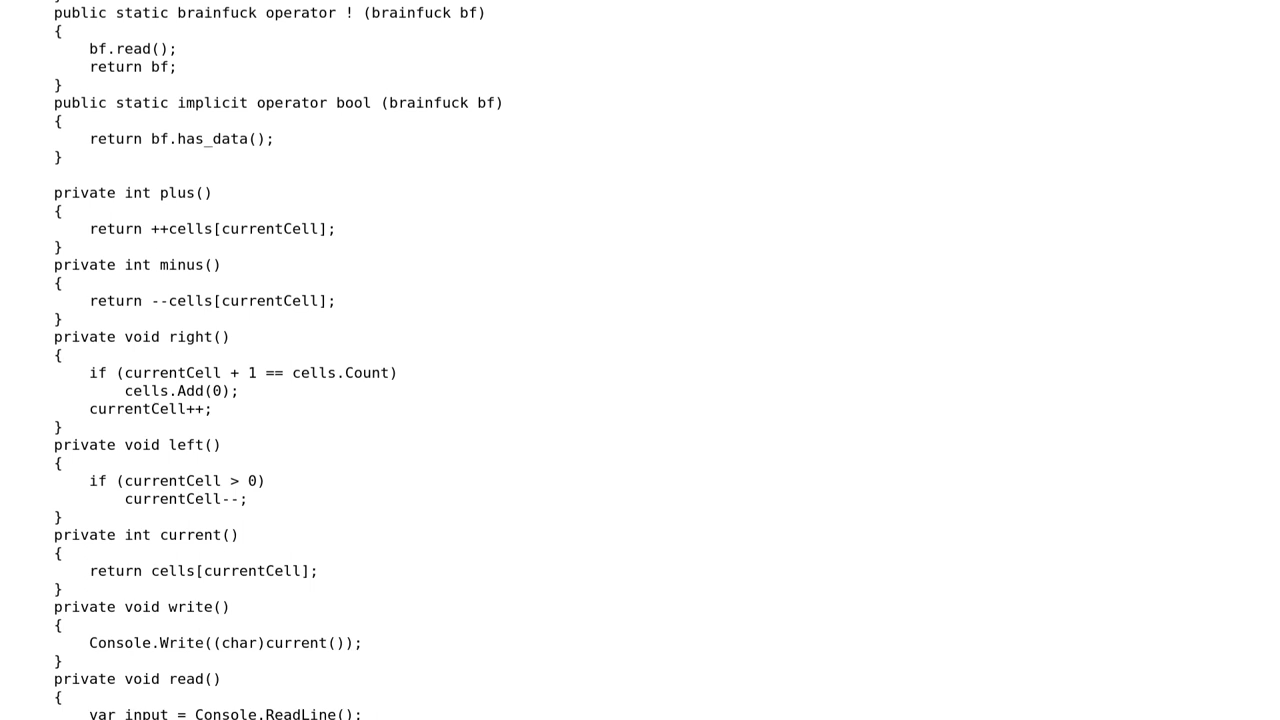 public static brainfuck operator ! (brainfuck bf)
{
    bf.read();
    return bf;
}
public static implicit operator bool (brainfuck bf)
{
    return bf.has_data();
}

private int plus()
{
    return ++cells[currentCell];
}
private int minus()
{
    return --cells[currentCell];
}
private void right()
{
    if (currentCell + 1 == cells.Count)
        cells.Add(0);
    currentCell++;
}
private void left()
{
    if (currentCell > 0)
        currentCell--;
}
private int current()
{
    return cells[currentCell];
}
private void write()
{
    Console.Write((char)current());
}
private void read()
{
    var input = Console.ReadLine();